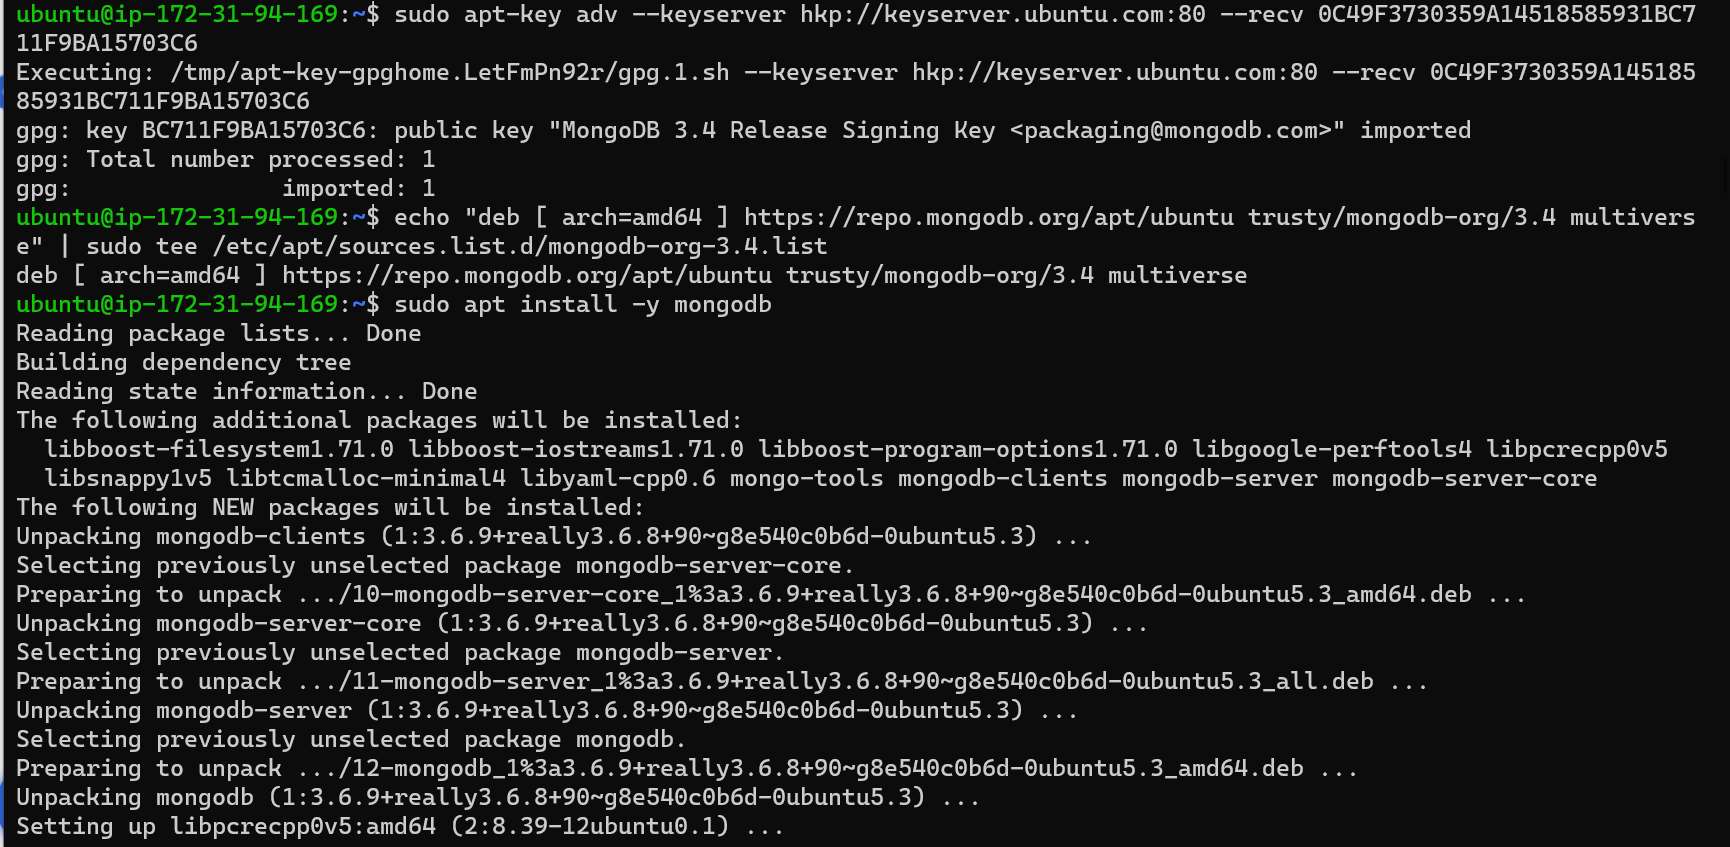 ubuntu@ip-172-31-94-169:~$ sudo apt-key adv --keyserver hkp://keyserver.ubuntu.com:80 --recv 0C49F3730359A14518585931BC7
11F9BA15703C6
Executing: /tmp/apt-key-gpghome.LetFmPn92r/gpg.1.sh --keyserver hkp://keyserver.ubuntu.com:80 --recv 0C49F3730359A145185
85931BC711F9BA15703C6
gpg: key BC711F9BA15703C6: public key "MongoDB 3.4 Release Signing Key <packaging@mongodb.com>" imported
gpg: Total number processed: 1
gpg:               imported: 1
ubuntu@ip-172-31-94-169:~$ echo "deb [ arch=amd64 ] https://repo.mongodb.org/apt/ubuntu trusty/mongodb-org/3.4 multivers
e" | sudo tee /etc/apt/sources.list.d/mongodb-org-3.4.list
deb [ arch=amd64 ] https://repo.mongodb.org/apt/ubuntu trusty/mongodb-org/3.4 multiverse
ubuntu@ip-172-31-94-169:~$ sudo apt install -y mongodb
Reading package lists... Done
Building dependency tree
Reading state information... Done
The following additional packages will be installed:
  libboost-filesystem1.71.0 libboost-iostreams1.71.0 libboost-program-options1.71.0 libgoogle-perftools4 libpcrecpp0v5
  libsnappy1v5 libtcmalloc-minimal4 libyaml-cpp0.6 mongo-tools mongodb-clients mongodb-server mongodb-server-core
The following NEW packages will be installed:
Unpacking mongodb-clients (1:3.6.9+really3.6.8+90~g8e540c0b6d-0ubuntu5.3) ...
Selecting previously unselected package mongodb-server-core.
Preparing to unpack .../10-mongodb-server-core_1%3a3.6.9+really3.6.8+90~g8e540c0b6d-0ubuntu5.3_amd64.deb ...
Unpacking mongodb-server-core (1:3.6.9+really3.6.8+90~g8e540c0b6d-0ubuntu5.3) ...
Selecting previously unselected package mongodb-server.
Preparing to unpack .../11-mongodb-server_1%3a3.6.9+really3.6.8+90~g8e540c0b6d-0ubuntu5.3_all.deb ...
Unpacking mongodb-server (1:3.6.9+really3.6.8+90~g8e540c0b6d-0ubuntu5.3) ...
Selecting previously unselected package mongodb.
Preparing to unpack .../12-mongodb_1%3a3.6.9+really3.6.8+90~g8e540c0b6d-0ubuntu5.3_amd64.deb ...
Unpacking mongodb (1:3.6.9+really3.6.8+90~g8e540c0b6d-0ubuntu5.3) ...
Setting up libpcrecpp0v5:amd64 (2:8.39-12ubuntu0.1) ...